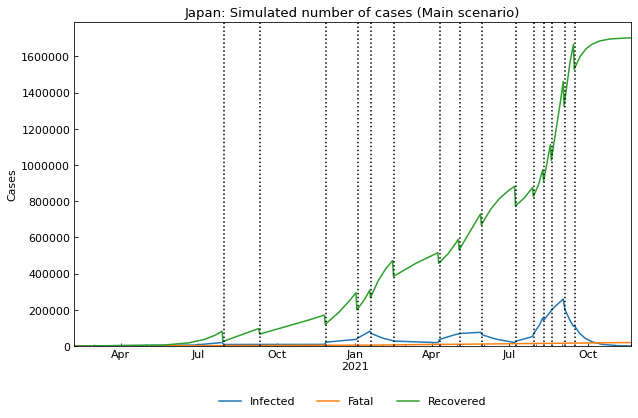 Japan: Simulated number of cases (Main scenario)
1600000
1400000
1200000
1000000
800000
600000
400000
200000
0
Cases
Apr Jul Oct Jan Apr Jul Oct
2021
Infected Fatal Recovered